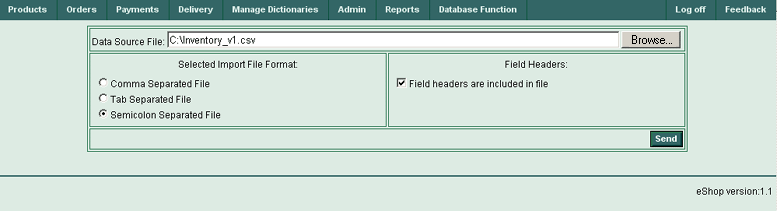 Products Orders Payments Delivery Manage Dictionaries Admin Reports Database Function Log off Feedback
Data Source File: C:\Inventory_v1.csv Browse...
Selected Import File Format: Field Headers:
Comma Separated File Field headers are included in file
Tab Separated File
Semicolon Separated File
Send
eShop version:1.1